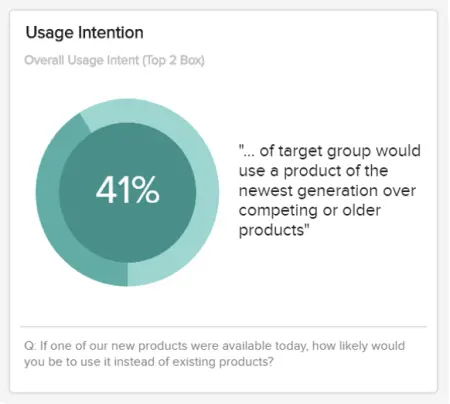 Usage Intention
Overall Usage Intent (Top 2 Box)
41%
"... of target group would
use a product of the
newest generation over
competing or older
products"
Q: If one of our new products were available today, how likely would
you be to use it instead of existing products?